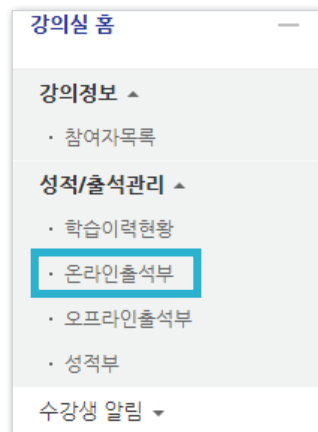 강의실 홈
강의정보
· 참여자목록
성적/출석관리
· 학습이력현황
· 온라인출석부
· 오프라인출석부
· 성적부
수강생 알림